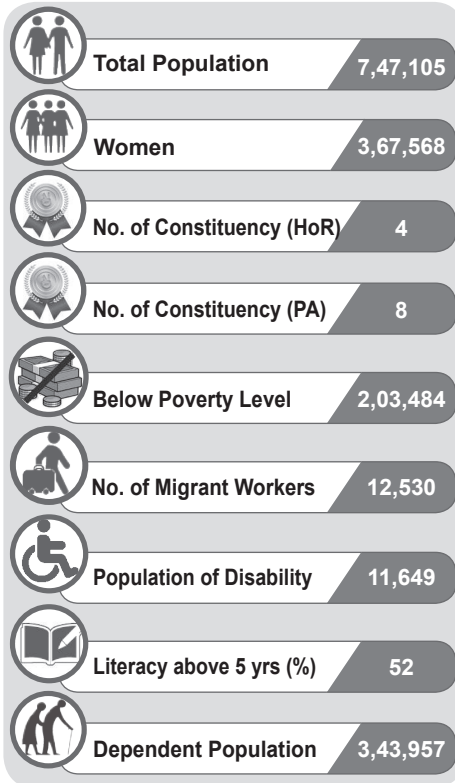 Total Population 7,47,105
Women 3,67,568
No. of Constituency (HoR) 4
No. of Constituency (PA) 8
Below Poverty Level 2,03,484
No. of Migrant Workers 12,530
Population of Disability 11,649
Literacy above 5 yrs (%) 52
Dependent Population 3,43,957